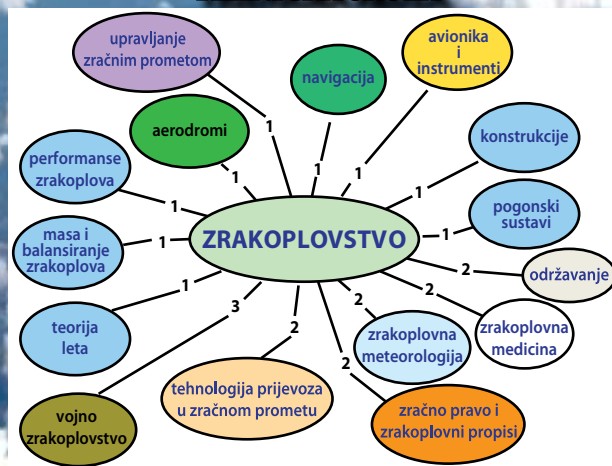 upravljanje
zračnim prometom
avionika
i
instrumenti
navigacija
aerodromi
konstrukcije
performanse
zrakoplova
1
1
1
1
1
1
pogonski
sustavi
masa i
balansiranje
zrakoplova
1
ZRAKOPLOVSTVO
1
2
održavanje
1
3
2
2
2
2
teorija
leta
zrakoplovna
meteorologija
zrakoplovna
medicina
tehnologija prijevoza
u zračnom prometu
vojno
zrakoplovstvo
zračno pravo i
zrakoplovni propisi